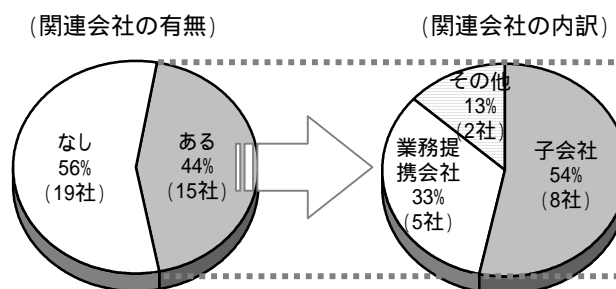 (関連会社の有無)
(関連会社の内訳)
なし
56%
(19社)
ある
44%
(15社)
その他
13%
(2社)
業務提
携会社
33%
(5社)
子会社
54%
(8社)